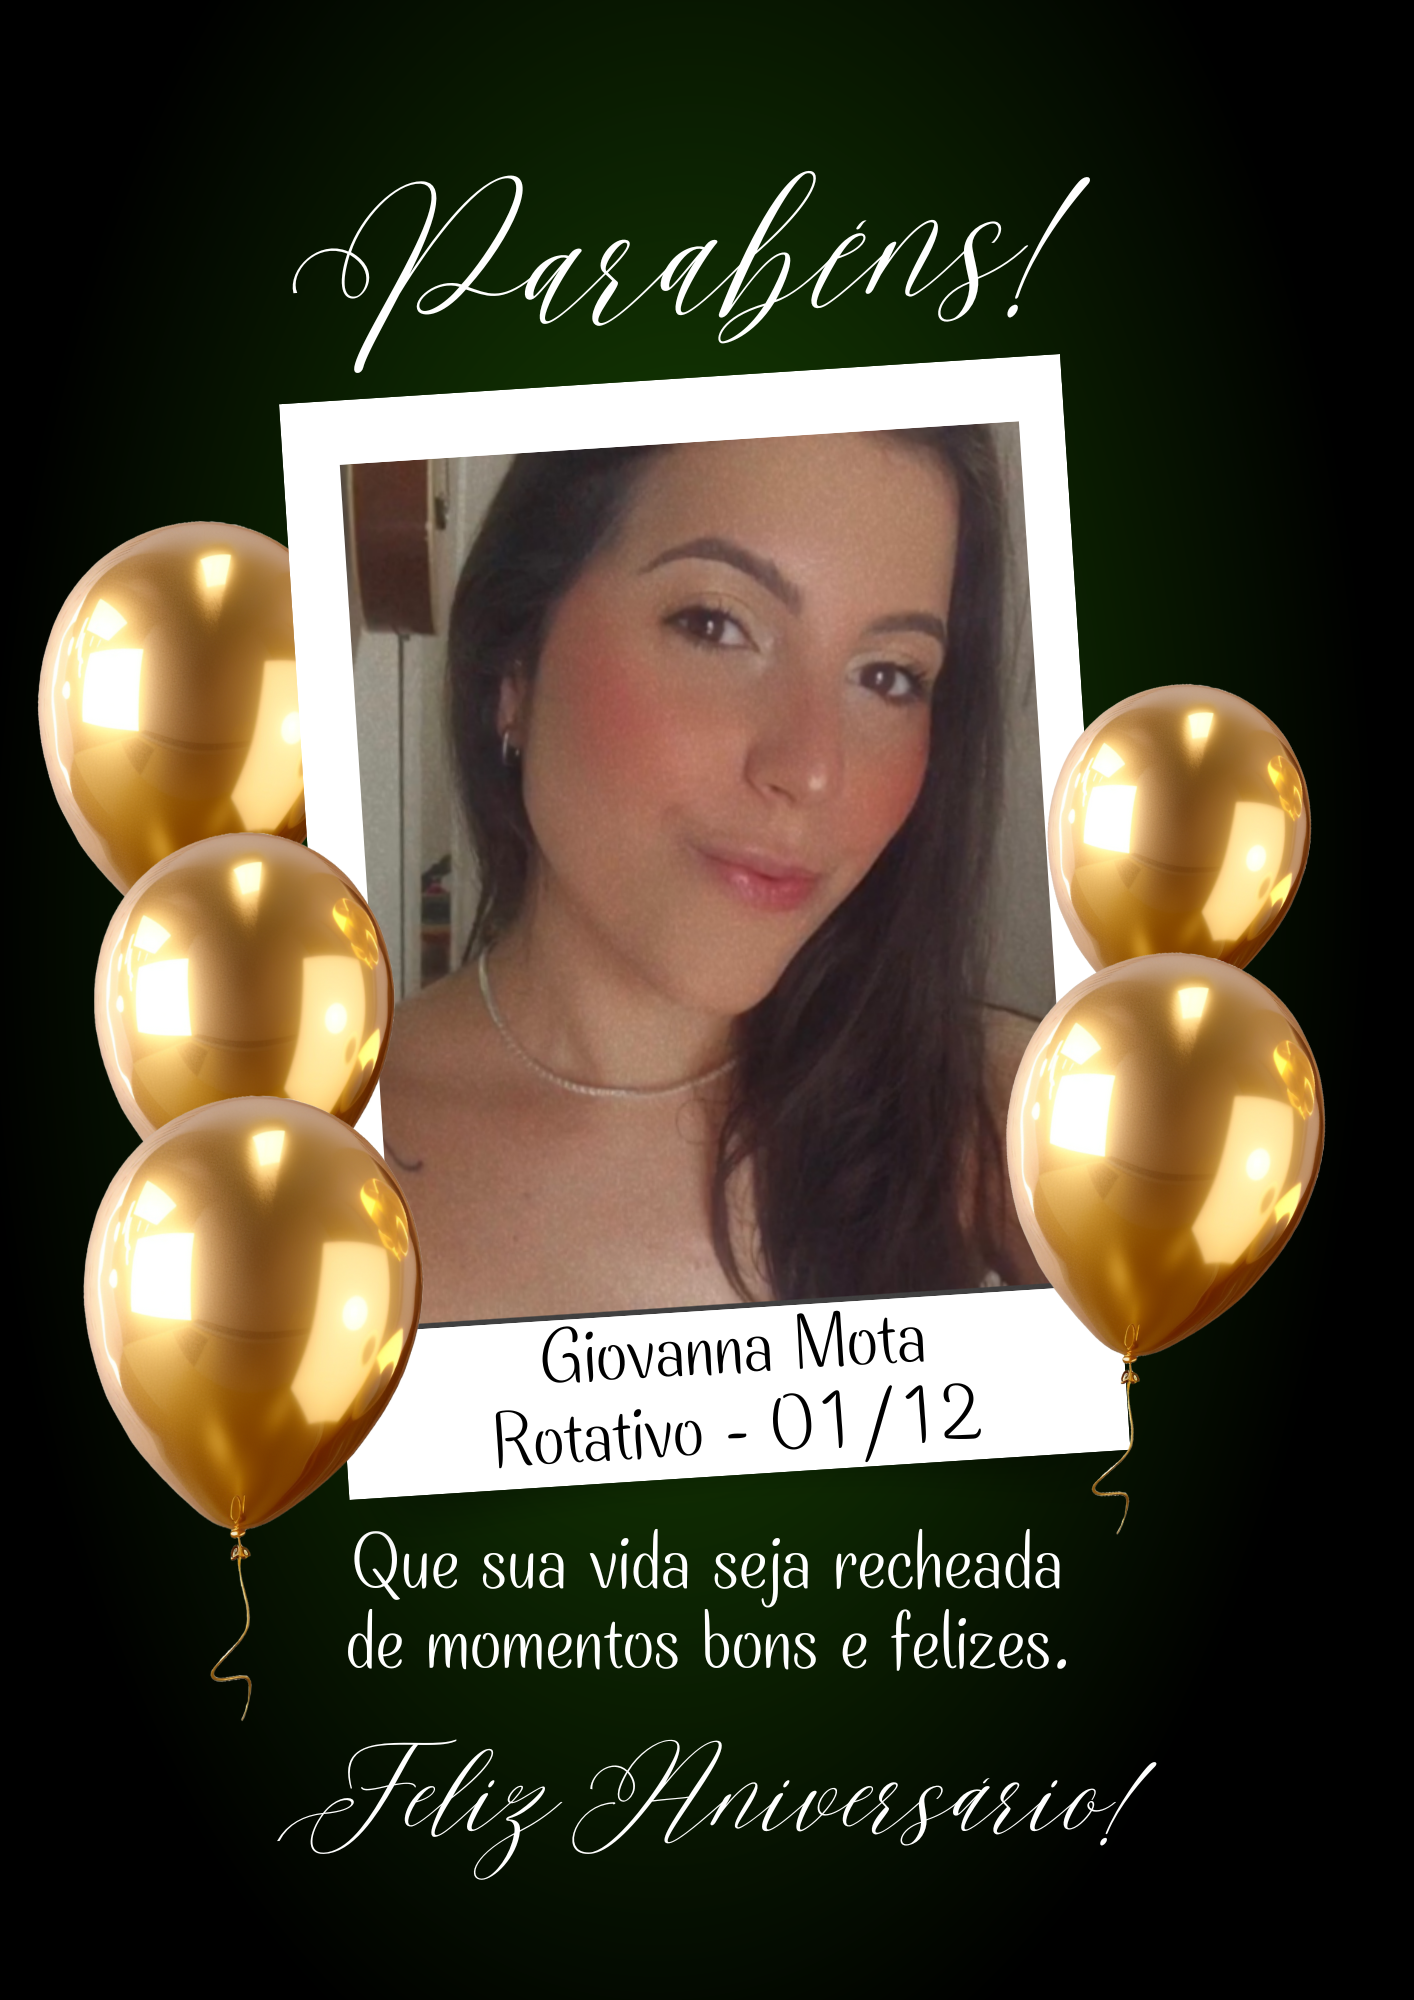 Parabéns!
Giovanna Mota
Rotativo - 01/12
Que sua vida seja recheada
de momentos bons e felizes.
Feliz Aniversário!